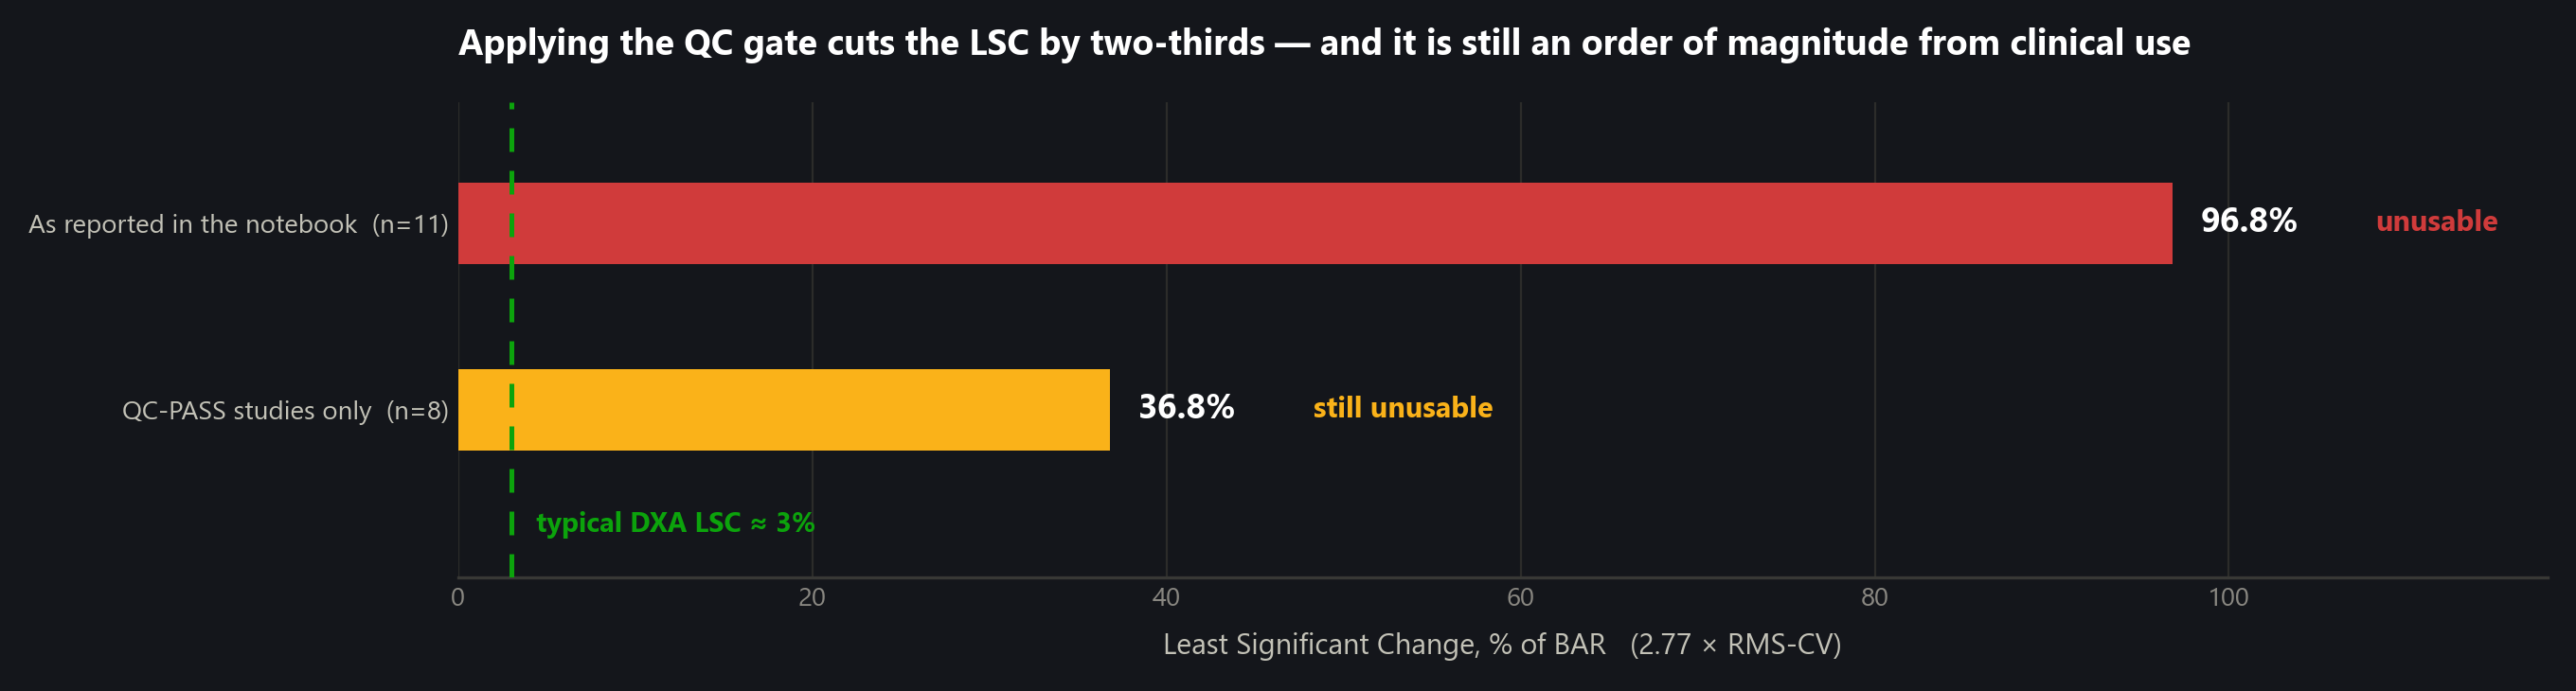 Applying the QC gate cuts the LSC by two-thirds — and it is still an order of magnitude from clinical use
As reported in the notebook (n=11)
96.8%
unusable
QC-PASS studies only (n=8)
36.8%
still unusable
typical DXA LSC ≈ 3%
0 20 40 60 80 100
Least Significant Change, % of BAR (2.77 × RMS-CV)